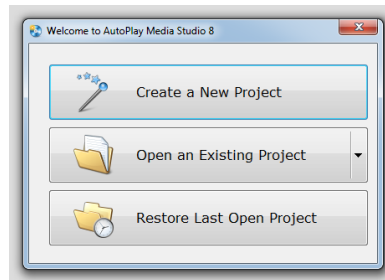 Welcome to AutoPlay Media Studio 8
Create a New Project
Open an Existing Project
Restore Last Open Project